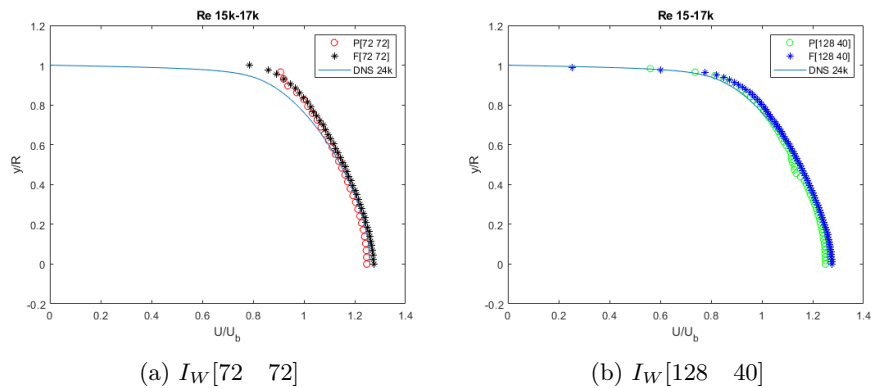 Re 15k-17k
P[72 72]
F[72 72]
DNS 24k
1.2
1
0.8
0.6
0.4
0.2
0
-0.2
y/R
0 0.2 0.4 0.6 0.8 1 1.2 1.4
U/U_b
(a) I_W[72 72]
Re 15-17k
P[128 40]
F[128 40]
DNS 24k
1.2
1
0.8
0.6
0.4
0.2
0
-0.2
y/R
0 0.2 0.4 0.6 0.8 1 1.2 1.4
U/U_b
(b) I_W[128 40]